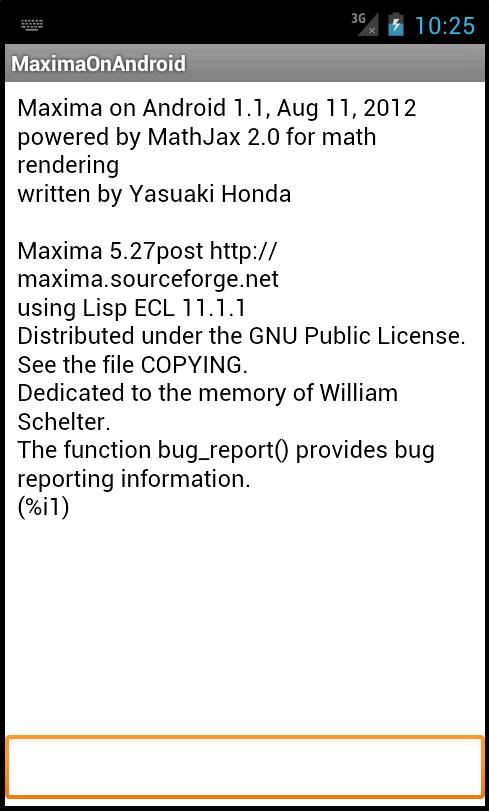 3G
10:25
MaximaOnAndroid
Maxima on Android 1.1, Aug 11, 2012
powered by MathJax 2.0 for math
rendering
written by Yasuaki Honda
Maxima 5.27post http://
maxima.sourceforge.net
using Lisp ECL 11.1.1
Distributed under the GNU Public License.
See the file COPYING.
Dedicated to the memory of William
Schelter.
The function bug_report() provides bug
reporting information.
(%i1)